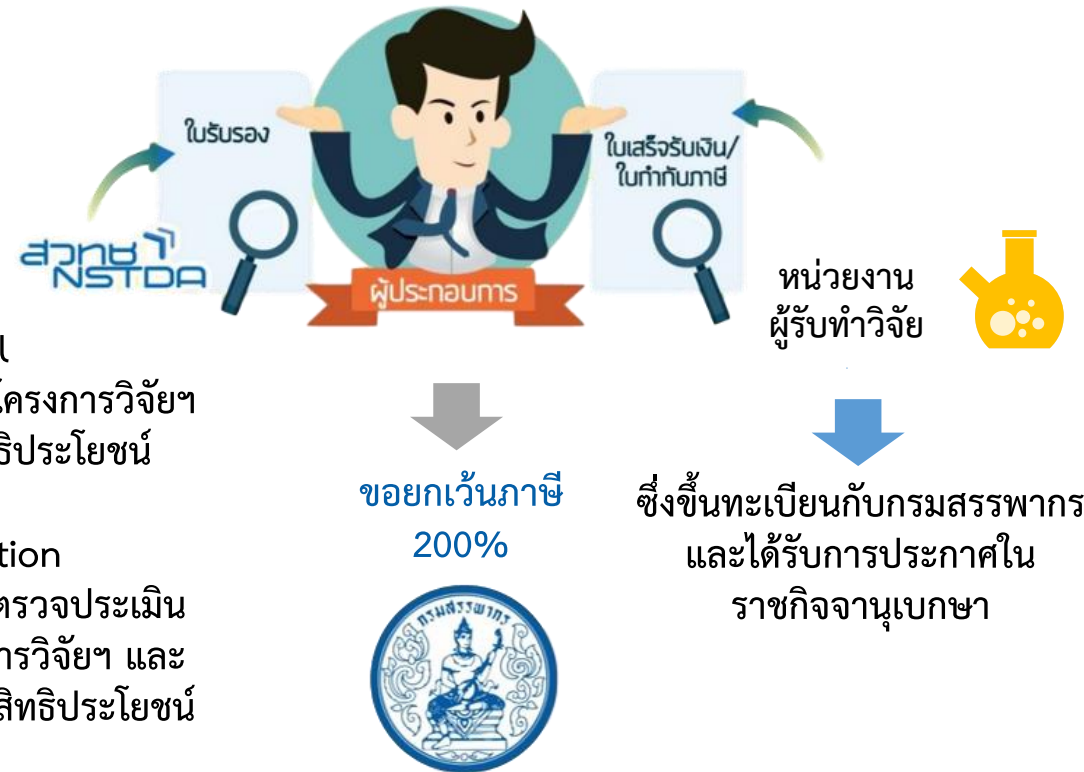 ใบรับรอง
ใบเสร็จรับเงิน/
ใบกำกับภาษี
สวทช
NSTDA
ผู้ประกอบการ
หน่วยงาน
ผู้รับทำวิจัย
โครงการวิจัยฯ
ธิประโยชน์
tion
ตรวจประเมิน
ารวิจัยฯ และ
สิทธิประโยชน์
ขอยกเว้นภาษี
200%
กรมสรรพากร
ซึ่งขึ้นทะเบียนกับกรมสรรพากร
และได้รับการประกาศใน
ราชกิจจานุเบกษา